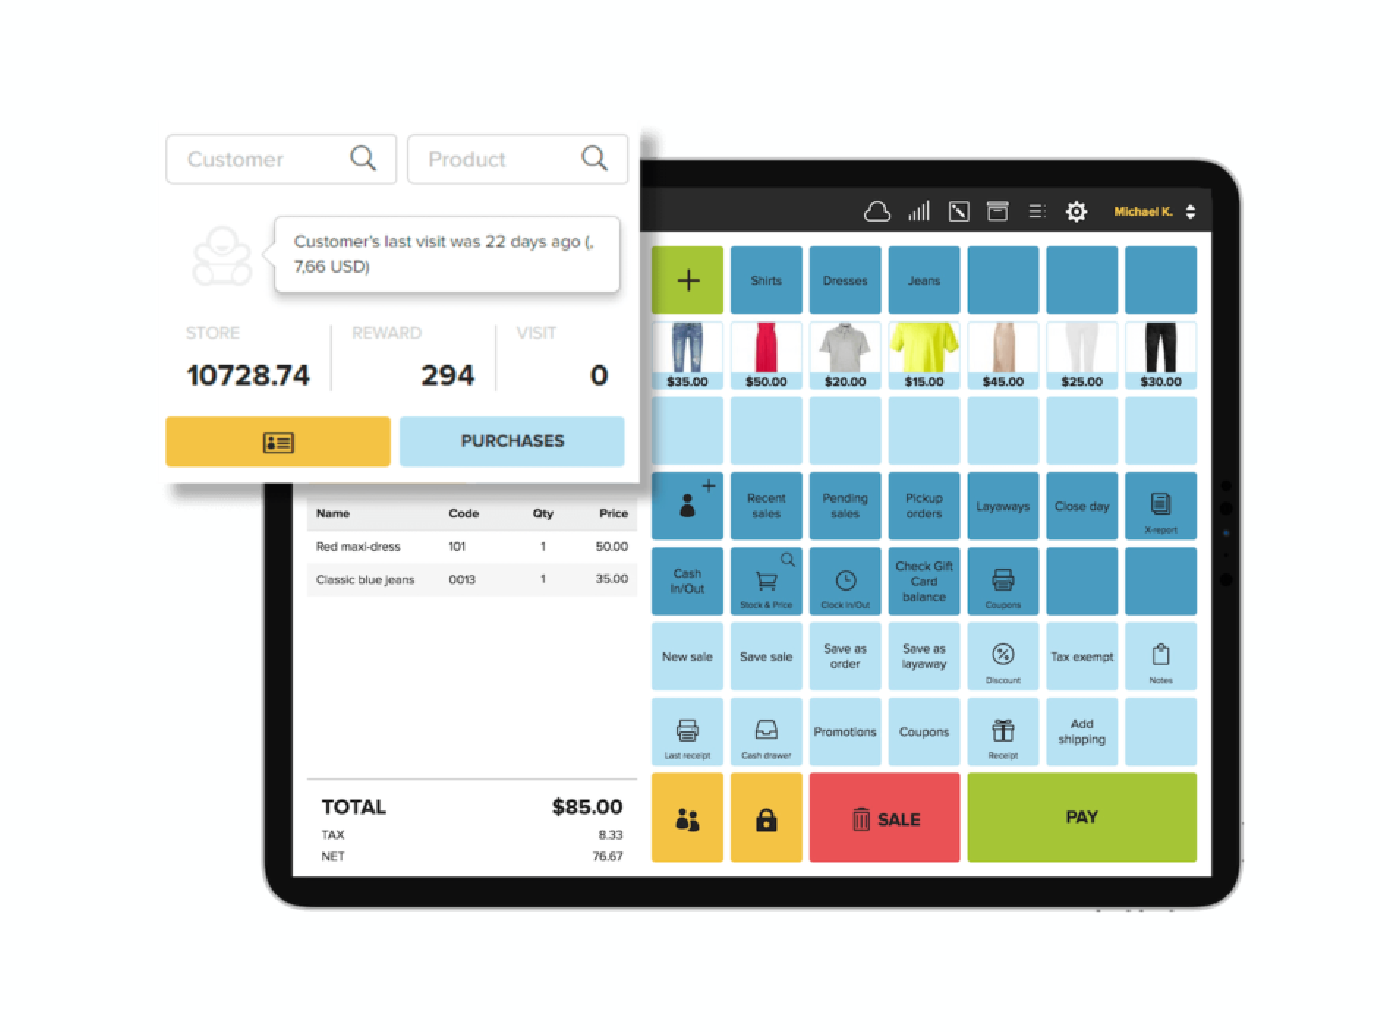 Customer
Product
Customer's last visit was 22 days ago (.
7,66 USD)
STORE
REWARD
VISIT
10728.74
294
0
PURCHASES
Michael K.
Shirts
Dresses
Jeans
$35.00
$50.00
$20.00
$15.00
$45.00
$25.00
$30.00
Recent
sales
Pending
sales
Pickup
orders
Layaways
Close day
X-report
Cash
In/Out
Stock & Price
Clock In/Out
Check Gift
Card
balance
Coupons
New sale
Save sale
Save as
order
Save as
layaway
Discount
Tax exempt
Notes
Last receipt
Cash drawer
Promotions
Coupons
Receipt
Add
shipping
SALE
PAY
Name Code Qty Price
Red maxi-dress 101 1 50.00
Classic blue jeans 0013 1 35.00
TOTAL $85.00
TAX 8.33
NET 76.67